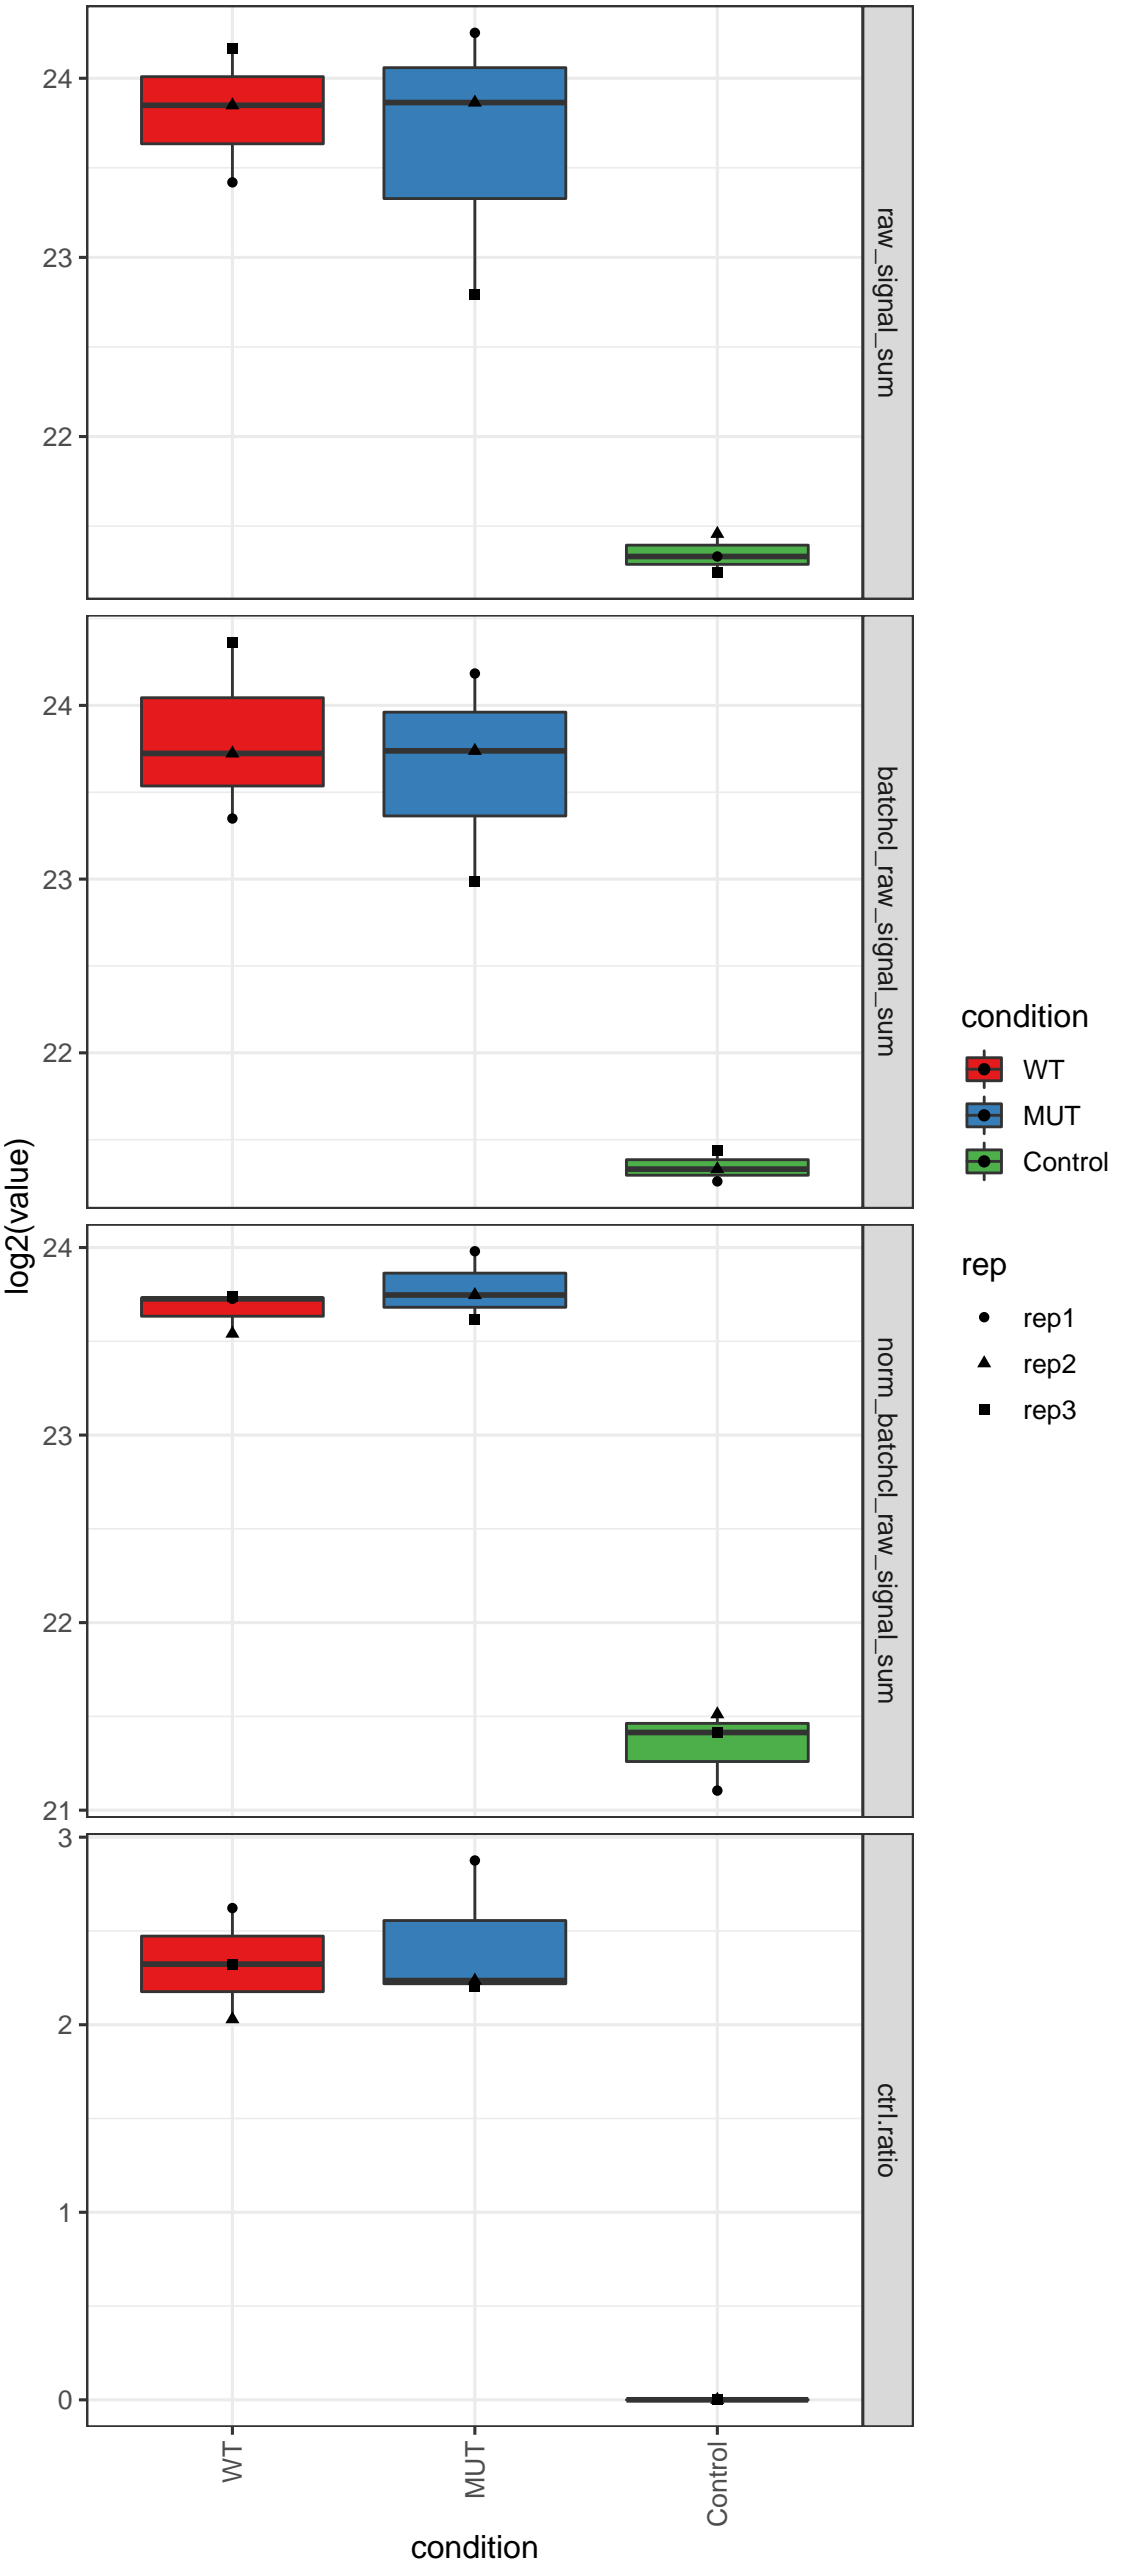 24
23
22
raw_signal_sum
24
23
22
batchcl_raw_signal_sum
24
23
22
21
norm_batchcl_raw_signal_sum
3
2
1
0
ctrl.ratio
log2(value)
WT
MUT
Control
condition
condition
WT
MUT
Control
rep
rep1
rep2
rep3